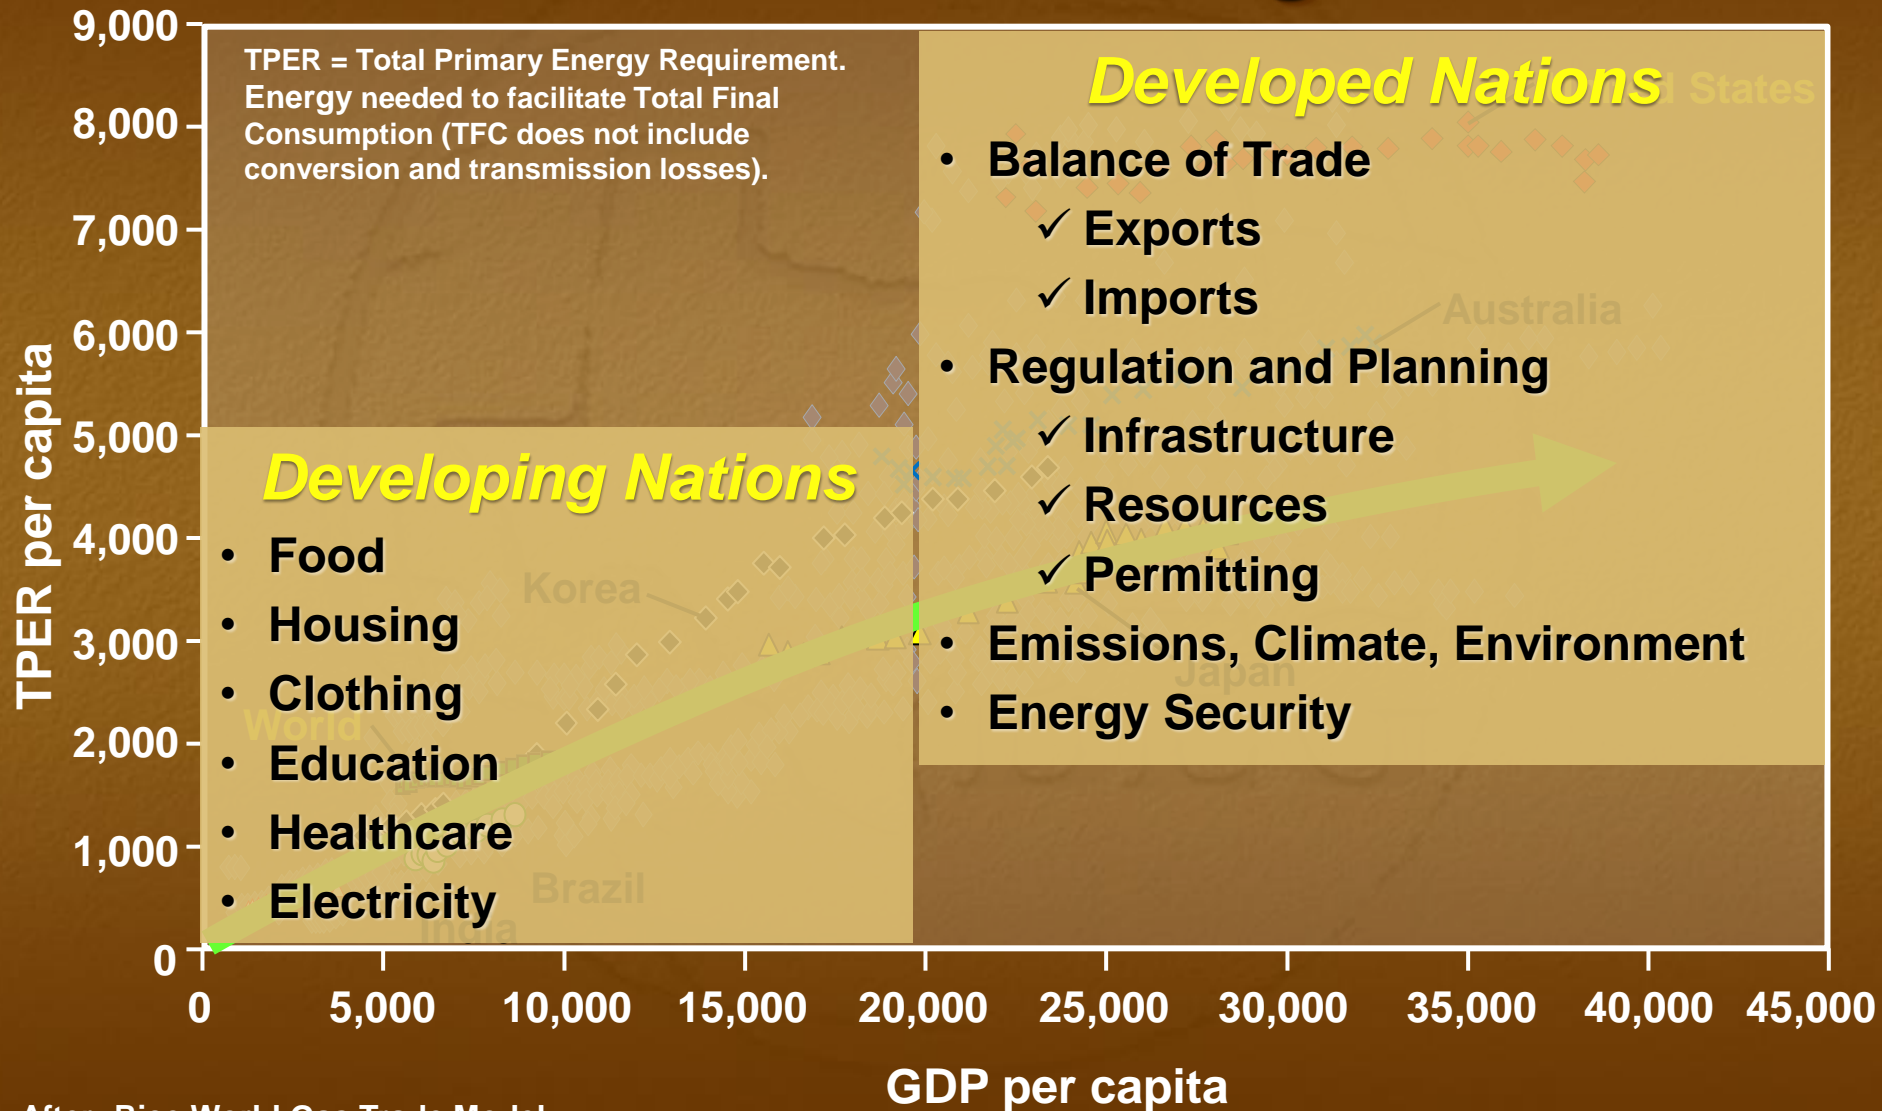 9,000
8,000
7,000
6,000
5,000
4,000
3,000
2,000
1,000
0
TPER per capita
TPER = Total Primary Energy Requirement.
Energy needed to facilitate Total Final
Consumption (TFC does not include
conversion and transmission losses).
Developed Nations
States
• Balance of Trade
✓ Exports
✓ Imports
Australia
• Regulation and Planning
✓ Infrastructure
✓ Resources
✓ Permitting
• Emissions, Climate, Environment
Japan
• Energy Security
Developing Nations
• Food
Korea
• Housing
• Clothing
World
• Education
• Healthcare
Brazil
• Electricity
India
0 5,000 10,000 15,000 20,000 25,000 30,000 35,000 40,000 45,000
GDP per capita